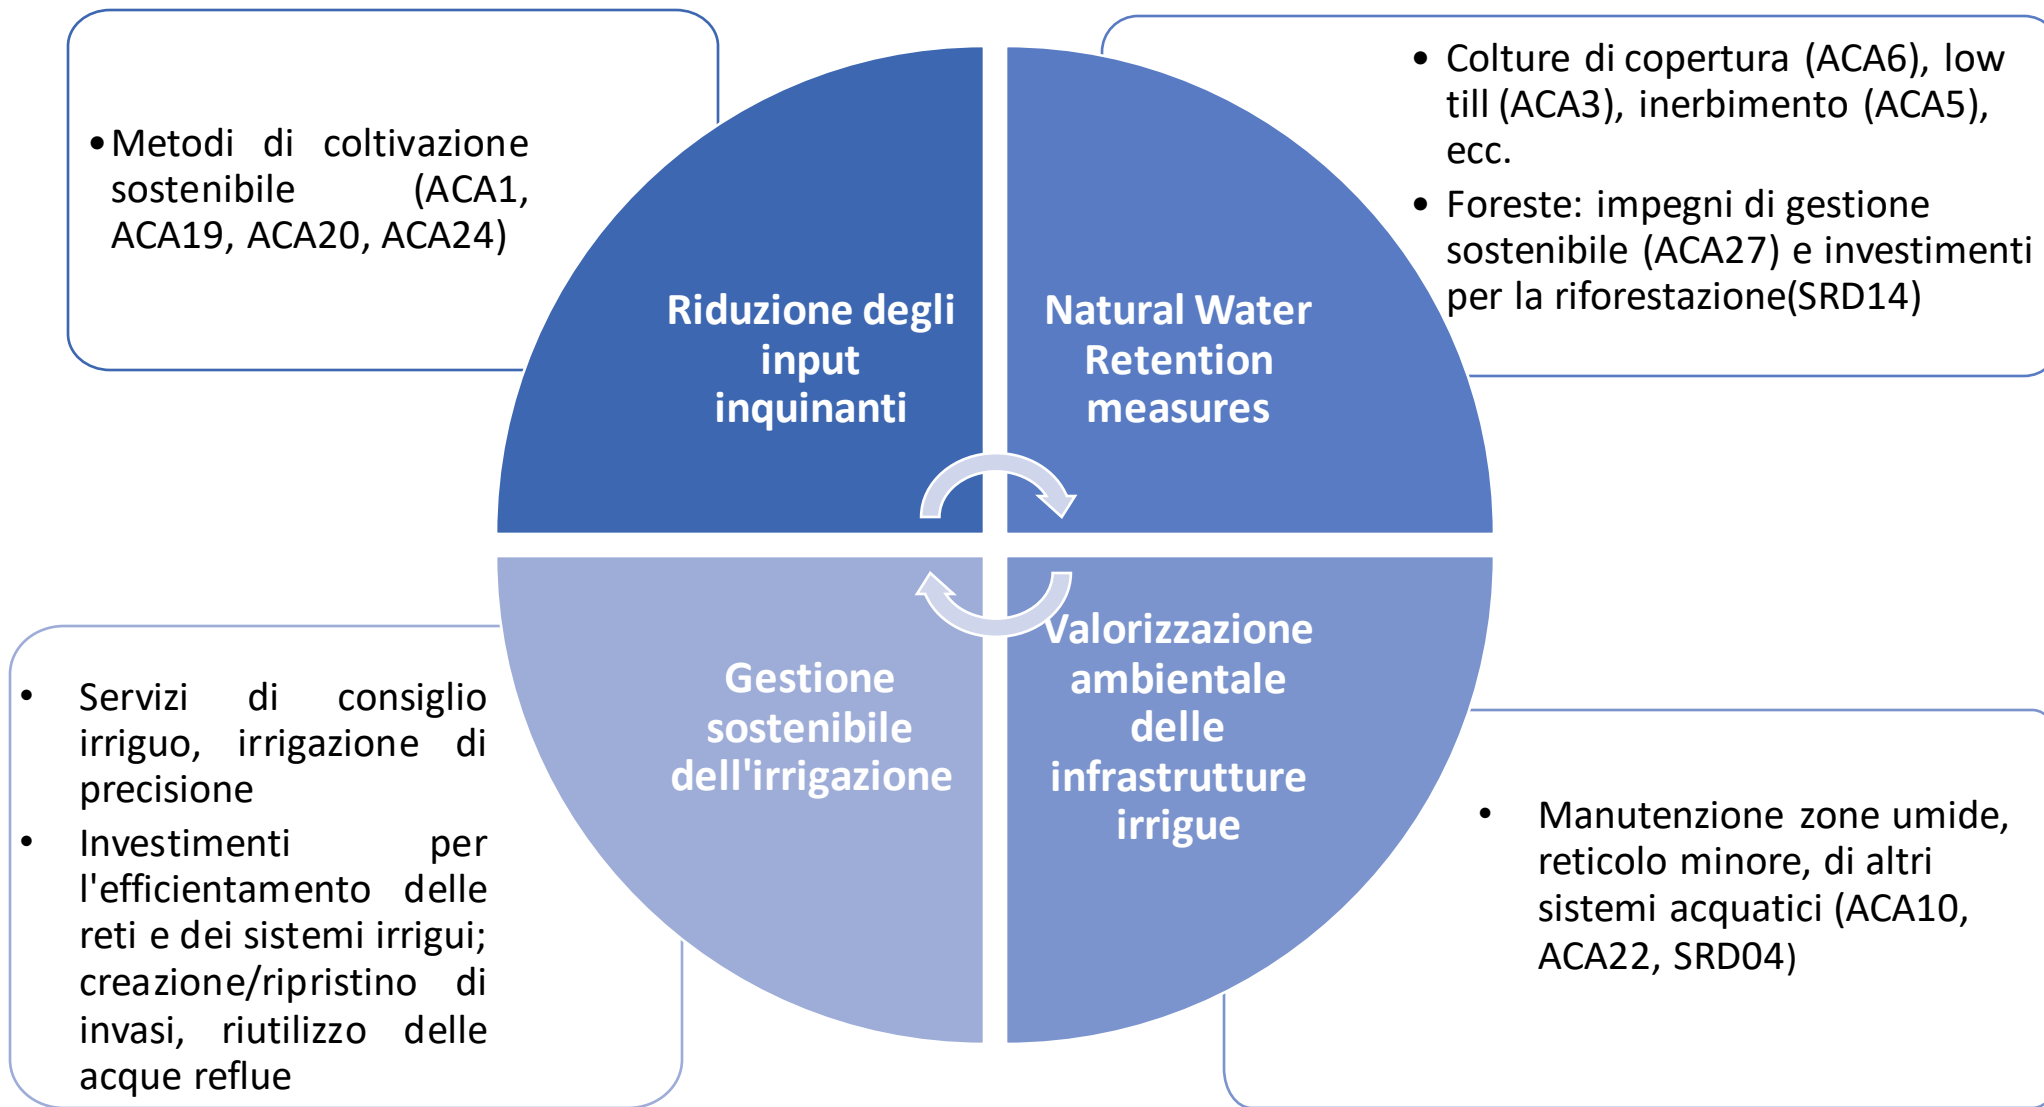 •Metodi di coltivazione
sostenibile (ACA1,
ACA19, ACA20, ACA24)
• Colture di copertura (ACA6), low
till (ACA3), inerbimento (ACA5),
ecc.
• Foreste: impegni di gestione
sostenibile (ACA27) e investimenti
per la riforestazione(SRD14)
Riduzione degli
input
inquinanti
Natural Water
Retention
measures
Gestione
sostenibile
dell'irrigazione
Valorizzazione
ambientale
delle
infrastrutture
irrigue
• Servizi di consiglio
irriguo, irrigazione di
precisione
• Investimenti per
l'efficientamento delle
reti e dei sistemi irrigui;
creazione/ripristino di
invasi, riutilizzo delle
acque reflue
• Manutenzione zone umide,
reticolo minore, di altri
sistemi acquatici (ACA10,
ACA22, SRD04)